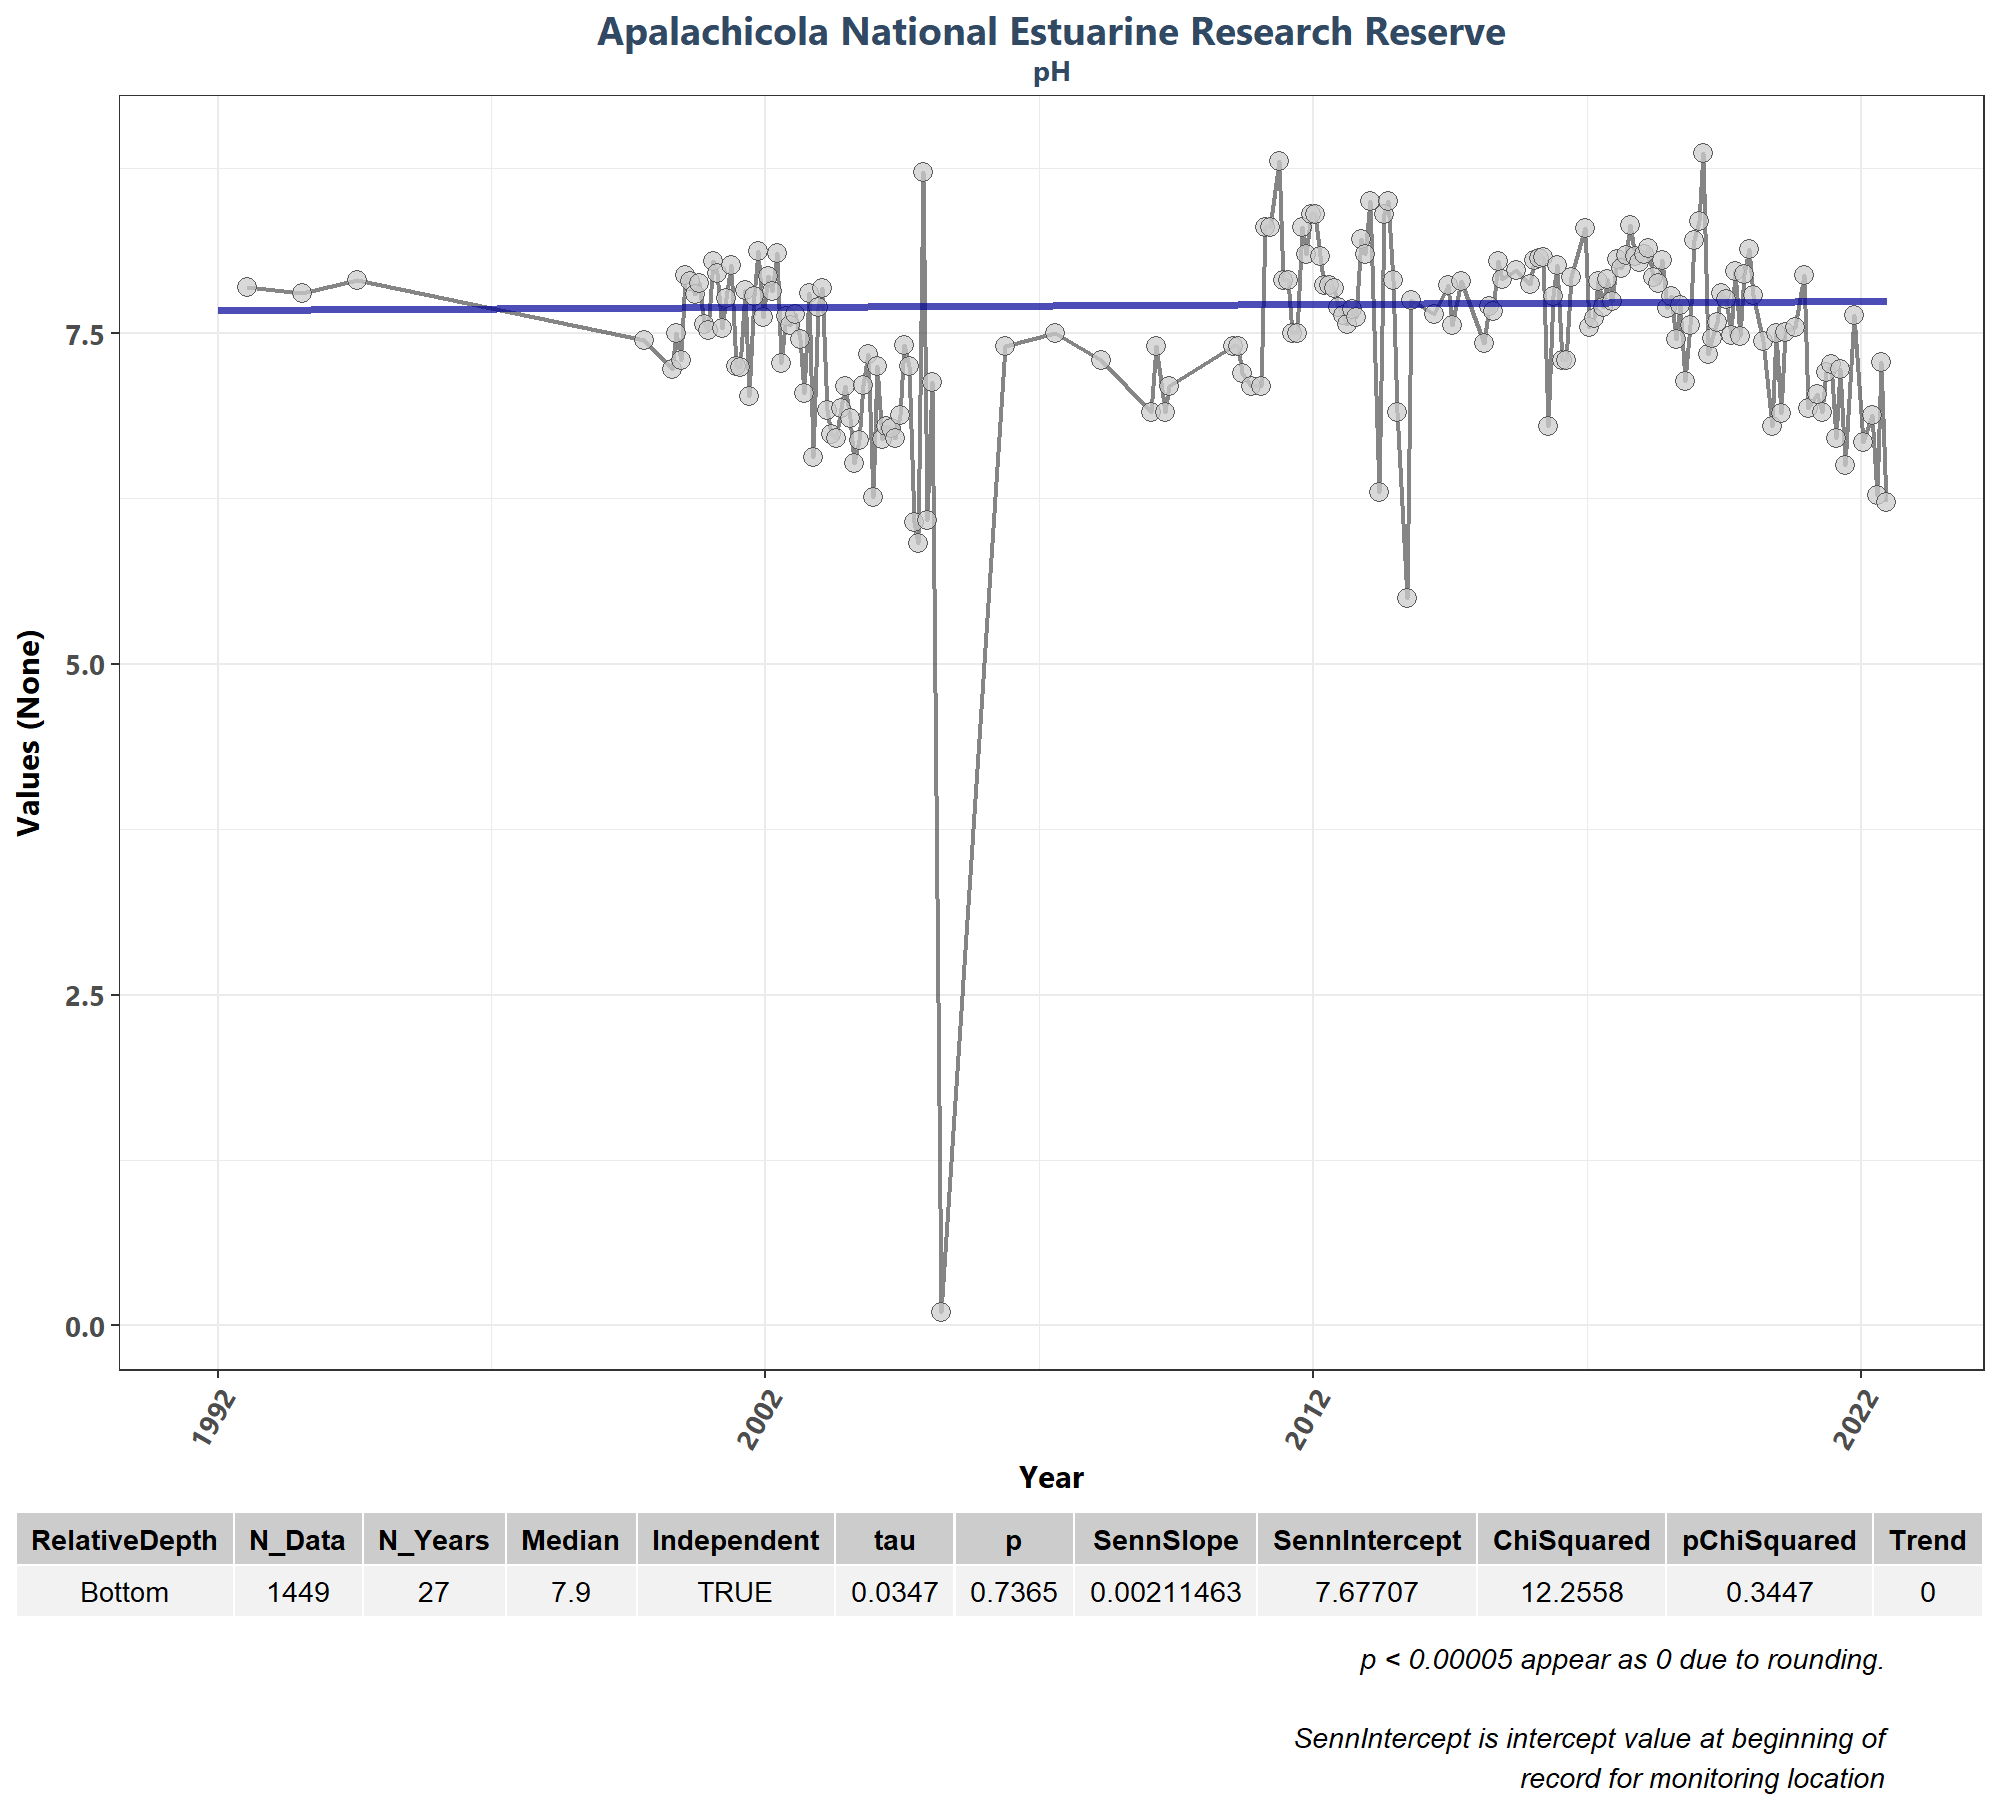 Apalachicola National Estuarine Research Reserve
pH
Values (None)
7.5
5.0
2.5
0.0
1992
2002
2012
2022
Year
RelativeDepth N_Data N_Years Median Independent tau p SennSlope SennIntercept ChiSquared pChiSquared Trend
Bottom 1449 27 7.9 TRUE 0.0347 0.7365 0.00211463 7.67707 12.2558 0.3447 0
p < 0.00005 appear as 0 due to rounding.
SennIntercept is intercept value at beginning of
record for monitoring location